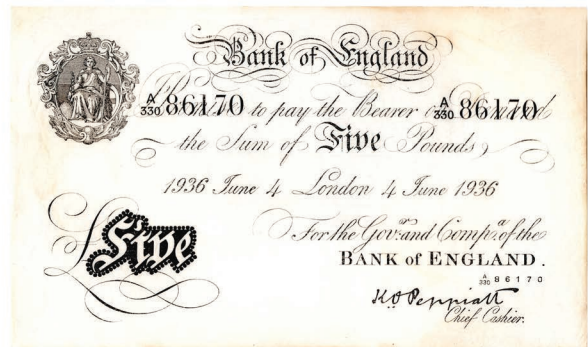 Bank of England
A/330 86170 to pay the Bearer on Demand A/330 86170
the Sum of Five Pounds
1936 June 4 London 4 June 1936
Five
For the Gov.r and Comp.a of the
BANK of ENGLAND.
A/330 86170
K O Peppiatt
Chief Cashier.